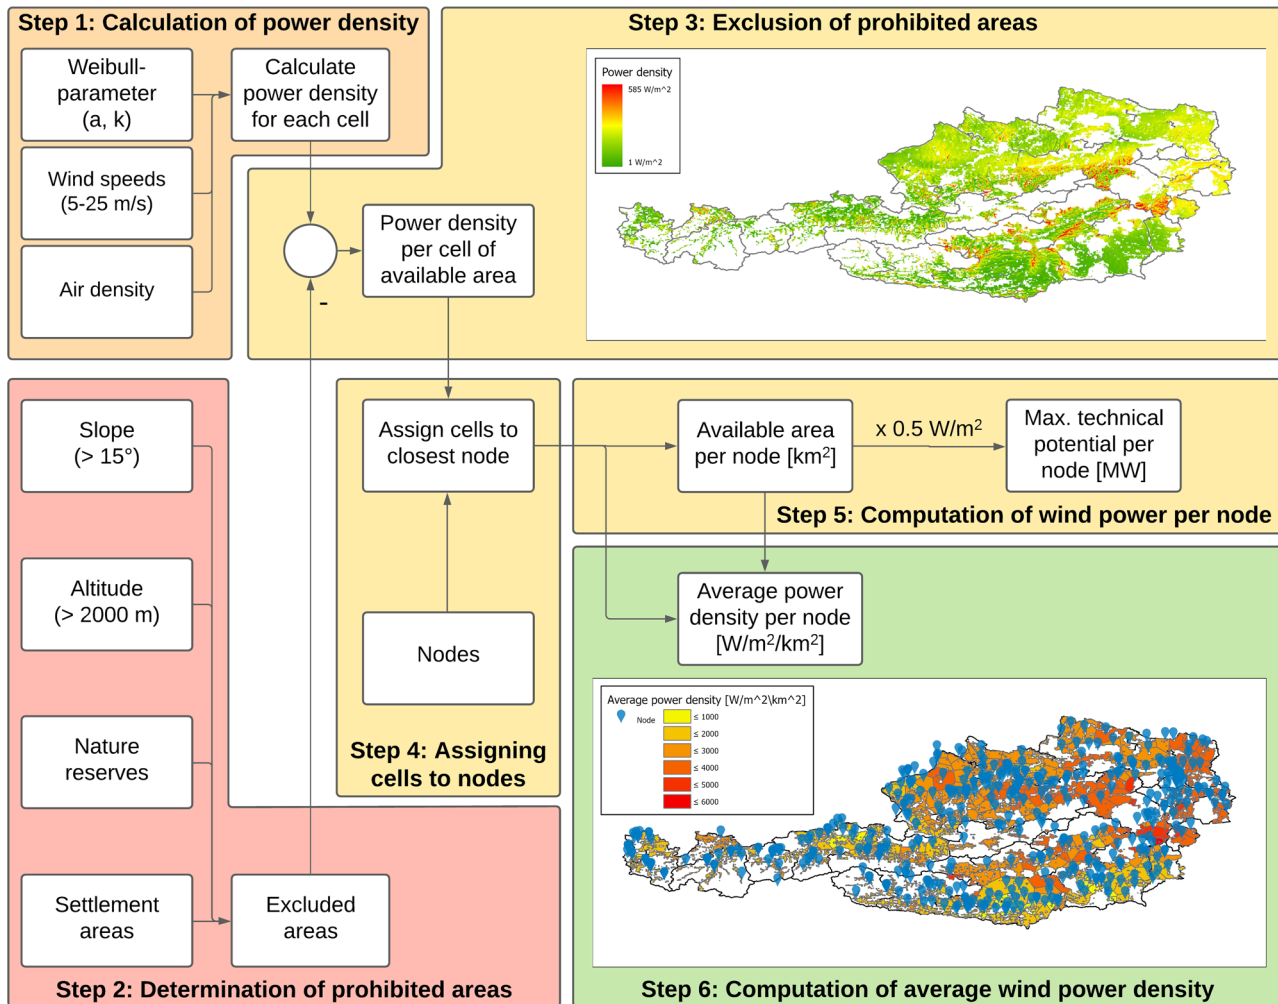 Step 1: Calculation of power density
Weibull-
parameter
(a, k)
Calculate
power density
for each cell
Wind speeds
(5-25 m/s)
Air density
Step 3: Exclusion of prohibited areas
Power density
585 W/m^2
1 W/m^2
Power density
per cell of
available area
-
Slope
(> 15°)
Altitude
(> 2000 m)
Nature
reserves
Settlement
areas
Excluded
areas
Step 2: Determination of prohibited areas
Assign cells to
closest node
Nodes
Step 4: Assigning
cells to nodes
Available area
per node [km²]
x 0.5 W/m²
Max. technical
potential per
node [MW]
Step 5: Computation of wind power per node
Average power
density per node
[W/m²/km²]
Average power density [W/m^2\km^2]
Node
≤ 1000
≤ 2000
≤ 3000
≤ 4000
≤ 5000
≤ 6000
Step 6: Computation of average wind power density